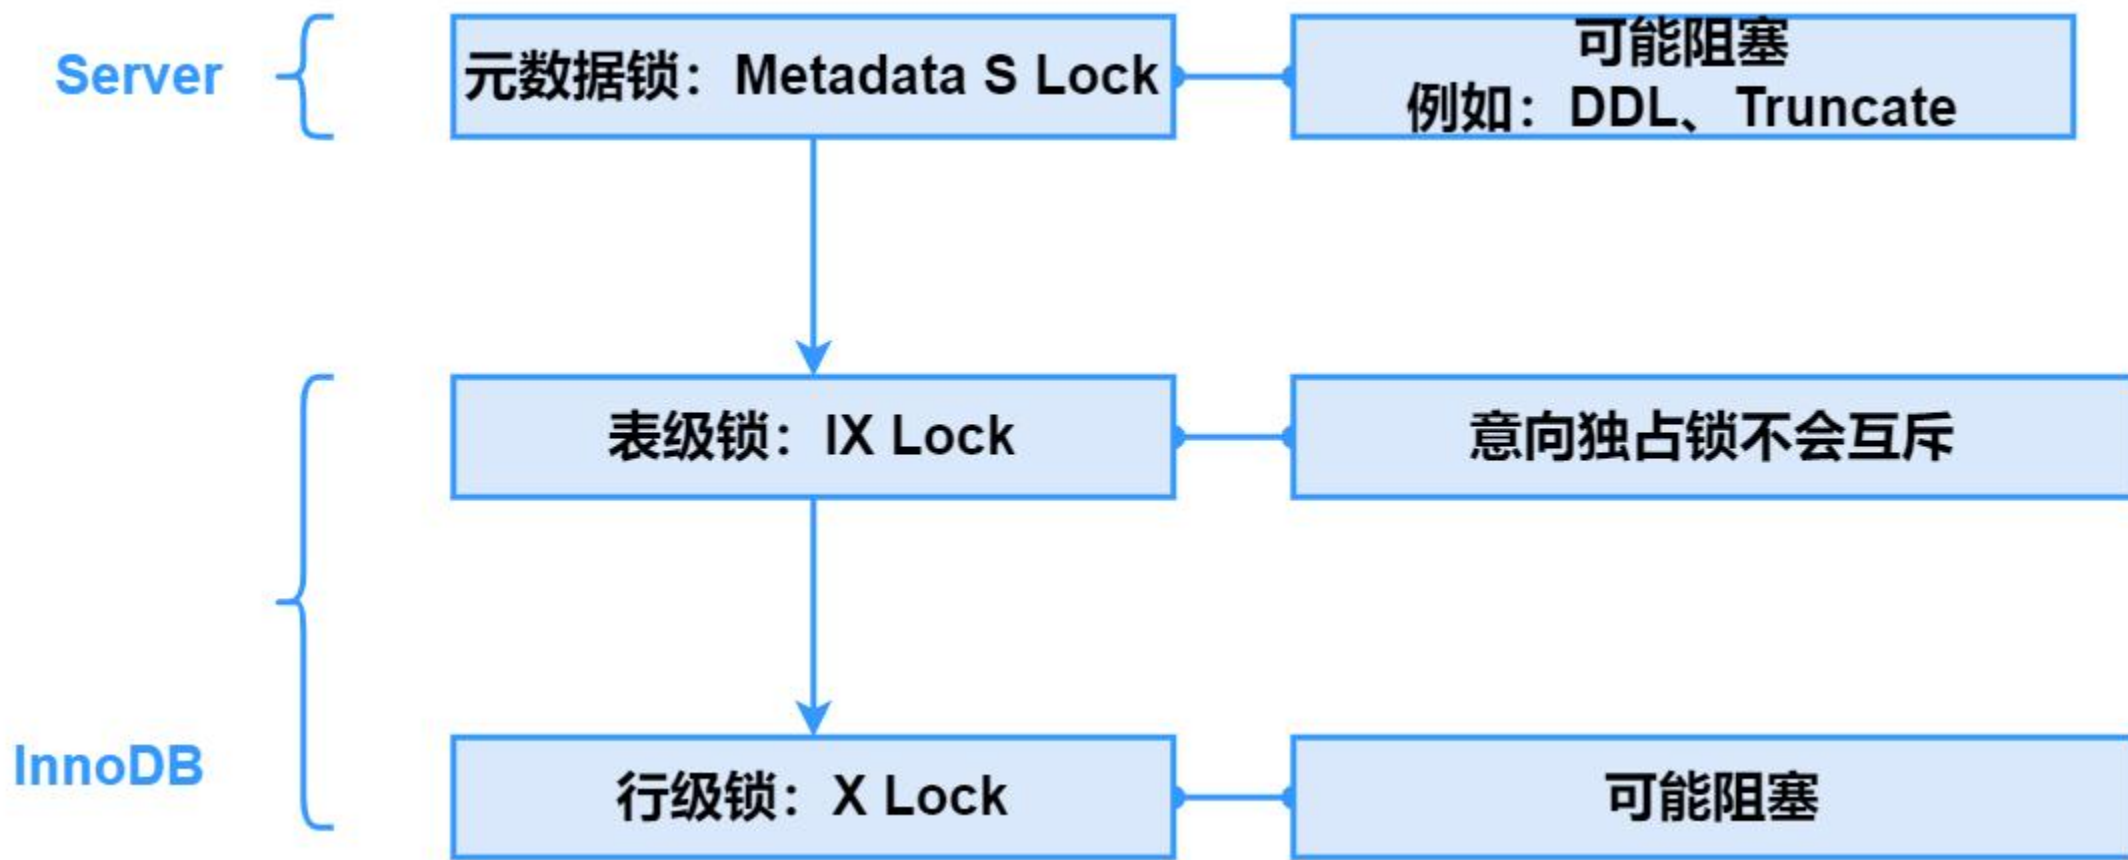 Server
元数据锁：Metadata S Lock
可能阻塞
例如：DDL、Truncate
表级锁：IX Lock
意向独占锁不会互斥
InnoDB
行级锁：X Lock
可能阻塞